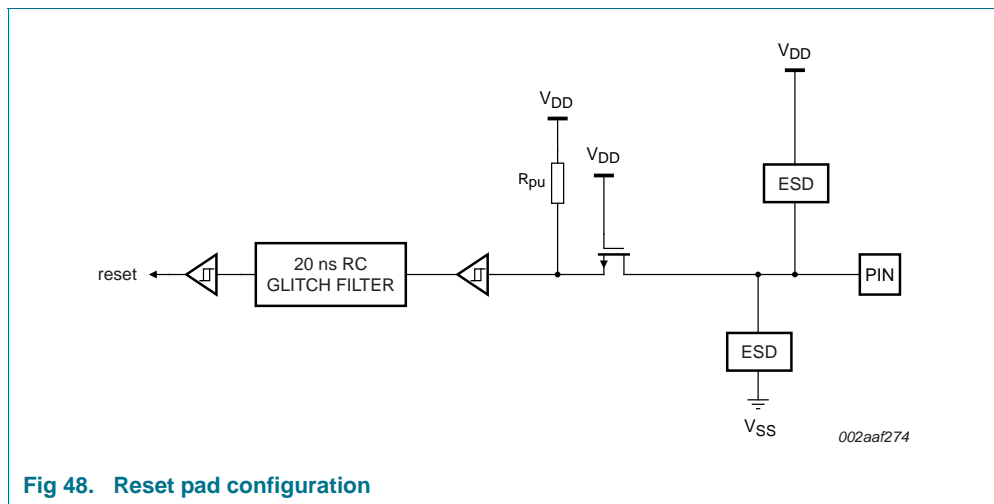 VDD
VDD
VDD
Rpu
ESD
reset
20 ns RC
GLITCH FILTER
PIN
ESD
VSS
002aaf274
Fig 48. Reset pad configuration